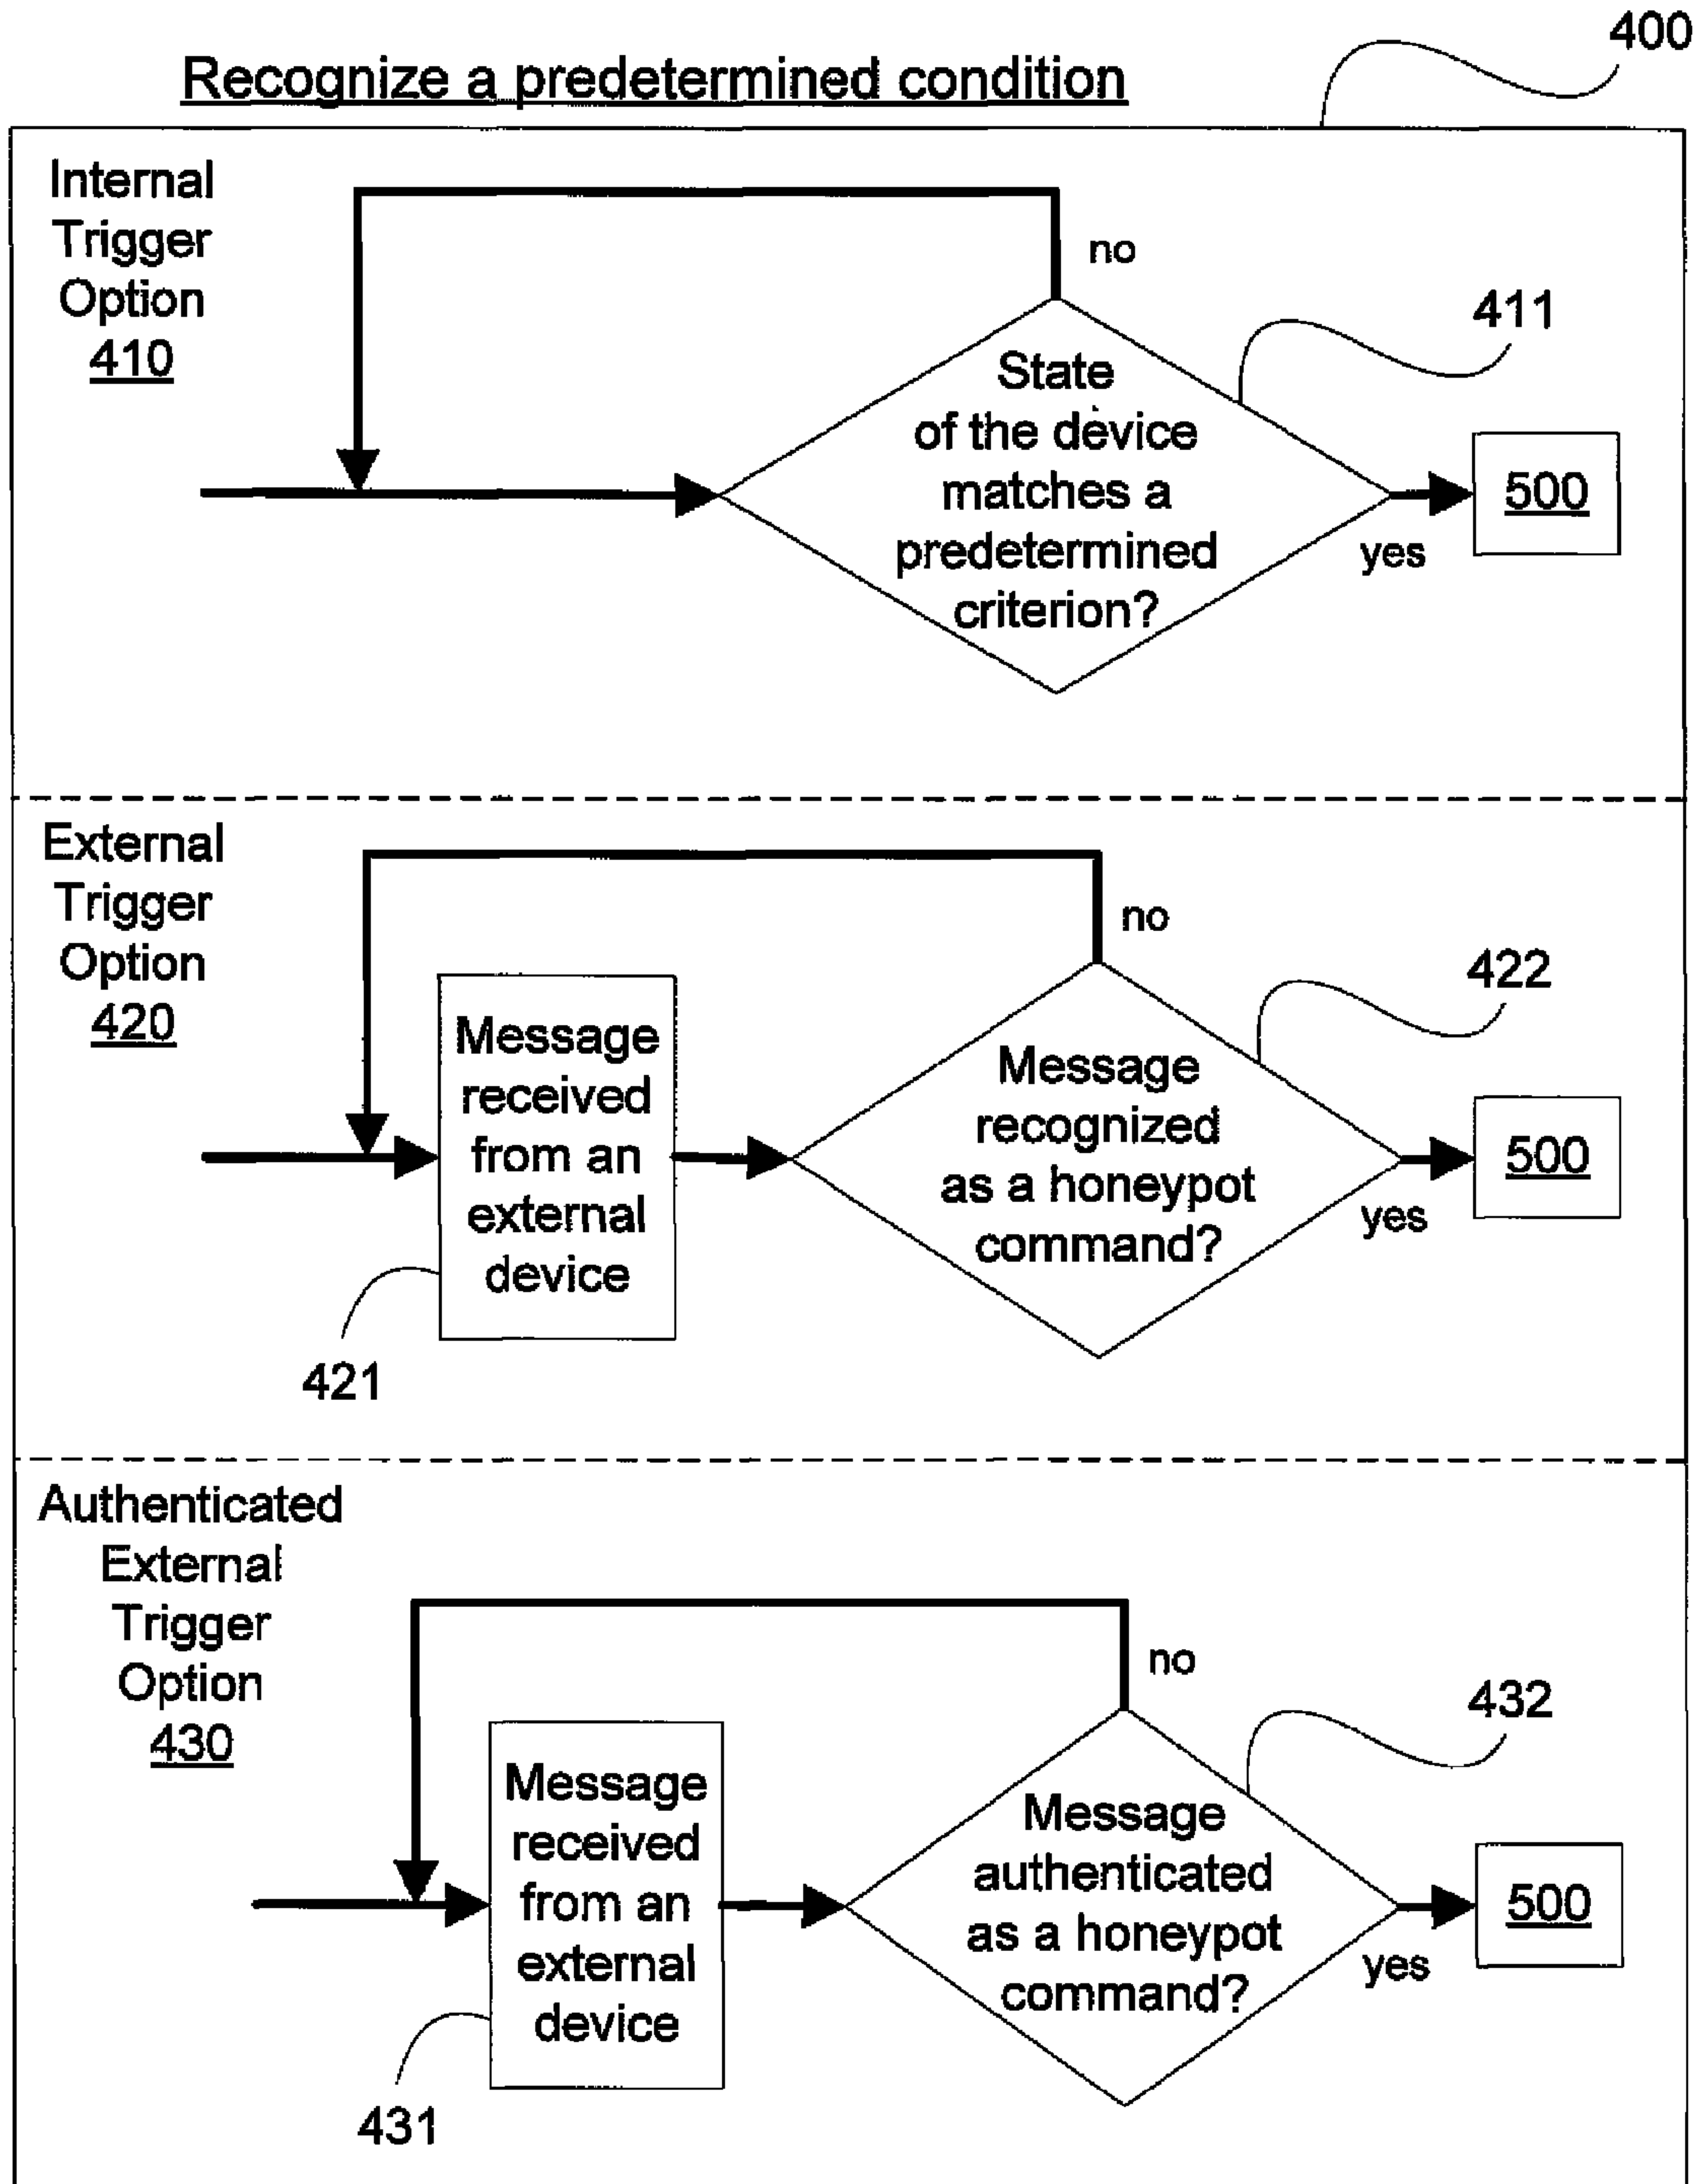 400
Recognize a predetermined condition
Internal
Trigger
Option
410
no
411
State
of the device
matches a
predetermined
criterion?
yes
500
External
Trigger
Option
420
no
422
Message
received
from an
external
device
421
Message
recognized
as a honeypot
command?
yes
500
Authenticated
External
Trigger
Option
430
no
432
Message
received
from an
external
device
431
Message
authenticated
as a honeypot
command?
yes
500